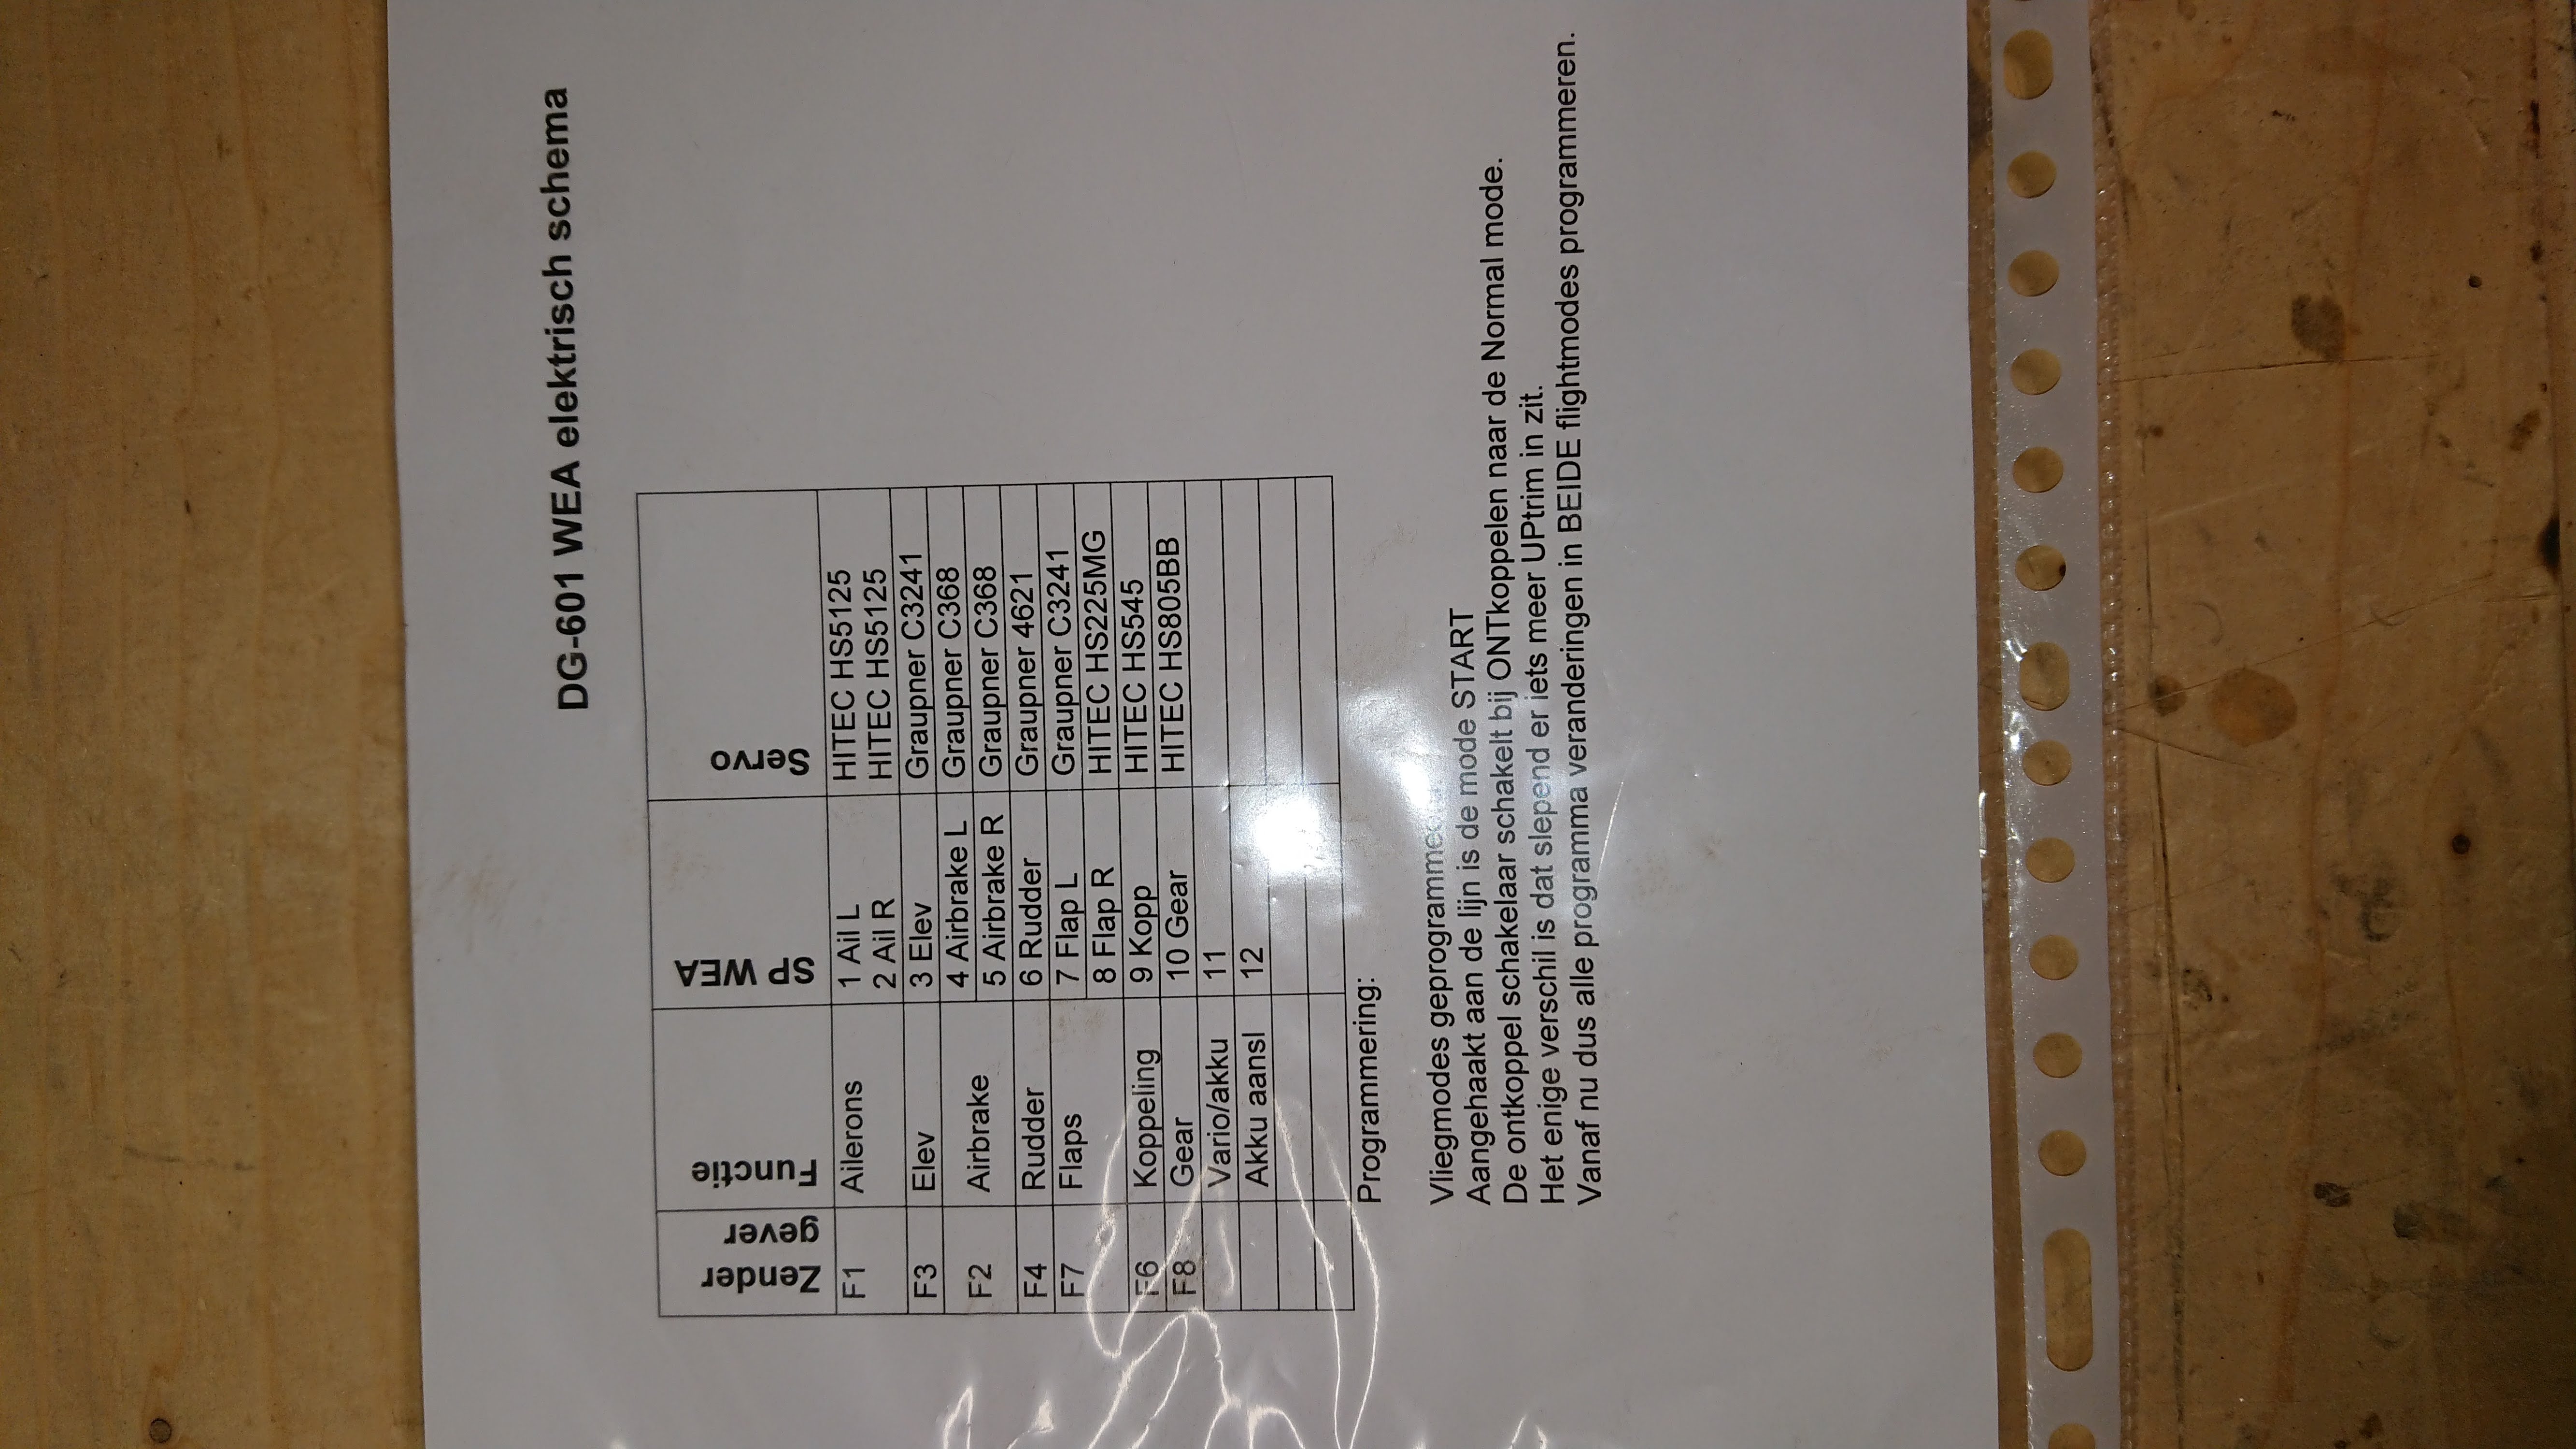 DG-601 WEA elektrisch schema
Zender gever Functie SP WEA Servo
F1 Ailerons 1 Ail L HITEC HS5125
2 Ail R HITEC HS5125
F3 Elev 3 Elev Graupner C3241
F2 Airbrake 4 Airbrake L Graupner C368
5 Airbrake R Graupner C368
F4 Rudder 6 Rudder Graupner 4621
F7 Flaps 7 Flap L Graupner C3241
8 Flap R HITEC HS225MG
F6 Koppeling 9 Kopp HITEC HS545
F8 Gear 10 Gear HITEC HS805BB
Vario/akku 11
Akku aansl 12
Programmering:
Vliegmodes
Aangehaakt aan de lijn is de mode START
De ontkoppel schakelaar schakelt bij ONTkoppelen naar de Normal mode.
Het enige verschil is dat slepend er iets meer UPtrim in zit.
Vanaf nu dus alle programma veranderingen in BEIDE flightmodes programmeren.